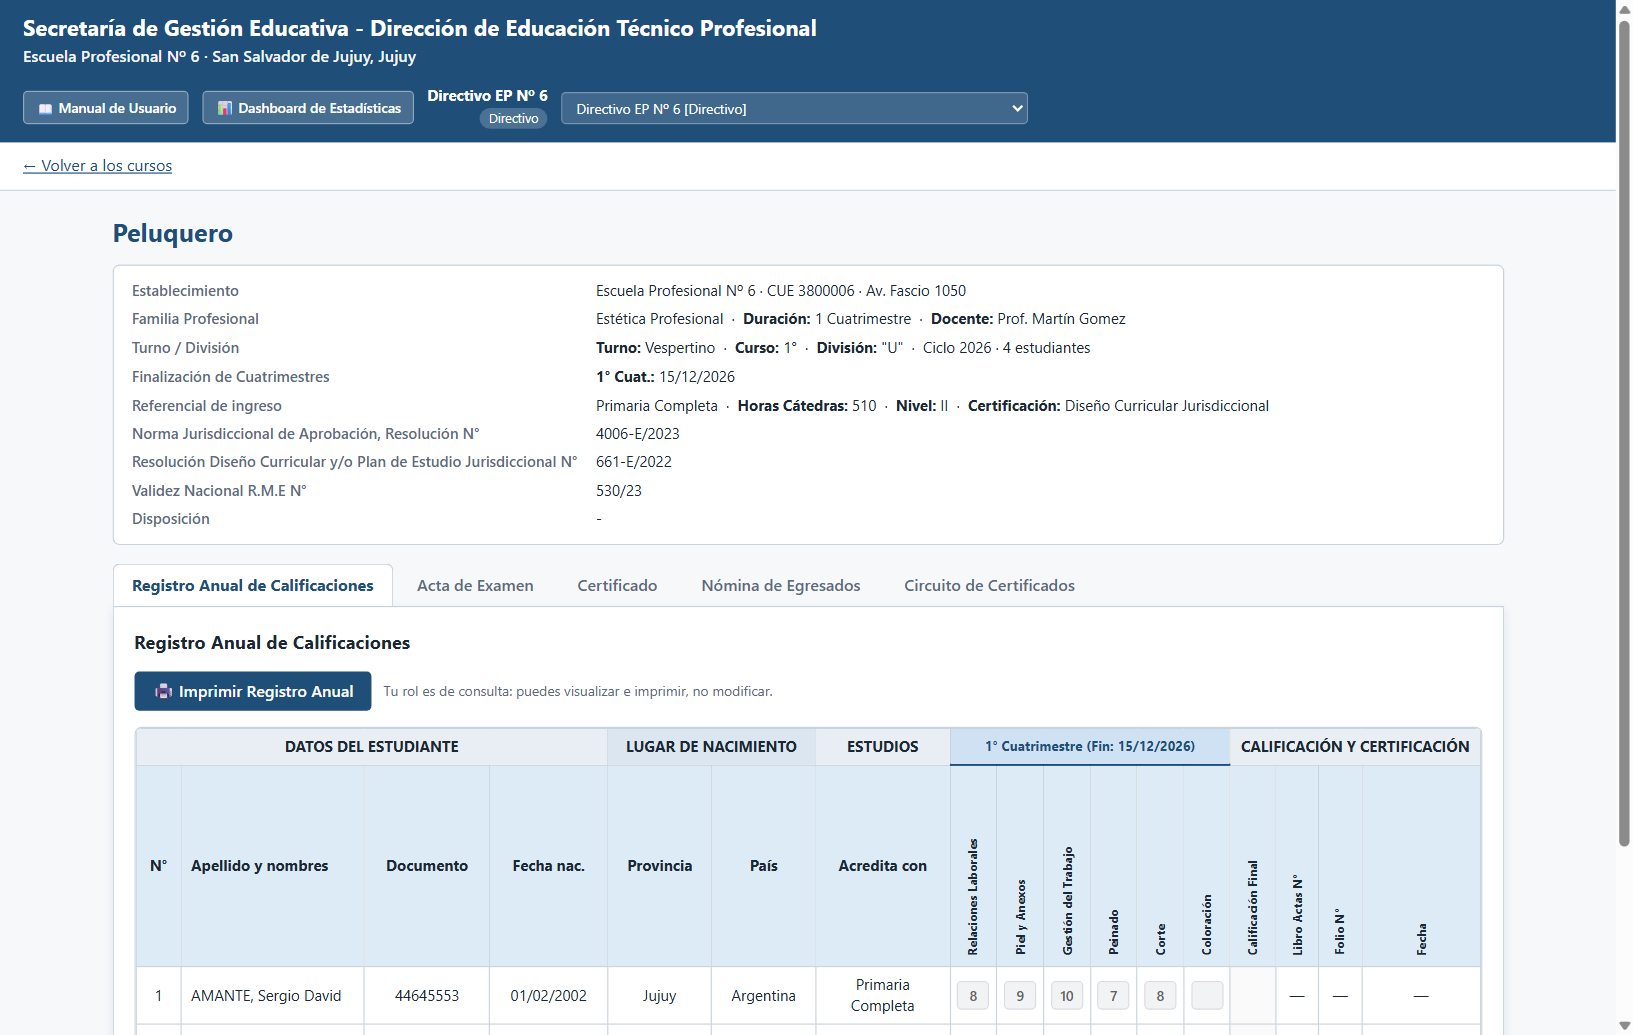 Secretaría de Gestión Educativa - Dirección de Educación Técnico Profesional
Escuela Profesional Nº 6 · San Salvador de Jujuy, Jujuy
Manual de Usuario
Dashboard de Estadísticas
Directivo EP Nº 6
Directivo
Directivo EP Nº 6 [Directivo]
← Volver a los cursos
Peluquero
Establecimiento
Escuela Profesional Nº 6 · CUE 3800006 · Av. Fascio 1050
Familia Profesional
Estética Profesional · Duración: 1 Cuatrimestre · Docente: Prof. Martín Gomez
Turno / División
Turno: Vespertino · Curso: 1° · División: "U" · Ciclo 2026 · 4 estudiantes
Finalización de Cuatrimestres
1° Cuat.: 15/12/2026
Referencial de ingreso
Primaria Completa · Horas Cátedras: 510 · Nivel: II · Certificación: Diseño Curricular Jurisdiccional
Norma Jurisdiccional de Aprobación, Resolución N°
4006-E/2023
Resolución Diseño Curricular y/o Plan de Estudio Jurisdiccional N°
661-E/2022
Validez Nacional R.M.E N°
530/23
Disposición
-
Registro Anual de Calificaciones
Acta de Examen
Certificado
Nómina de Egresados
Circuito de Certificados
Registro Anual de Calificaciones
Imprimir Registro Anual
Tu rol es de consulta: puedes visualizar e imprimir, no modificar.
DATOS DEL ESTUDIANTE
LUGAR DE NACIMIENTO
ESTUDIOS
1° Cuatrimestre (Fin: 15/12/2026)
CALIFICACIÓN Y CERTIFICACIÓN
N°
Apellido y nombres
Documento
Fecha nac.
Provincia
País
Acredita con
Relaciones Laborales
Piel y Anexos
Gestión del Trabajo
Peinado
Corte
Coloración
Calificación Final
Libro Actas N°
Folio N°
Fecha
1
AMANTE, Sergio David
44645553
01/02/2002
Jujuy
Argentina
Primaria
Completa
8
9
10
7
8
—
—
—